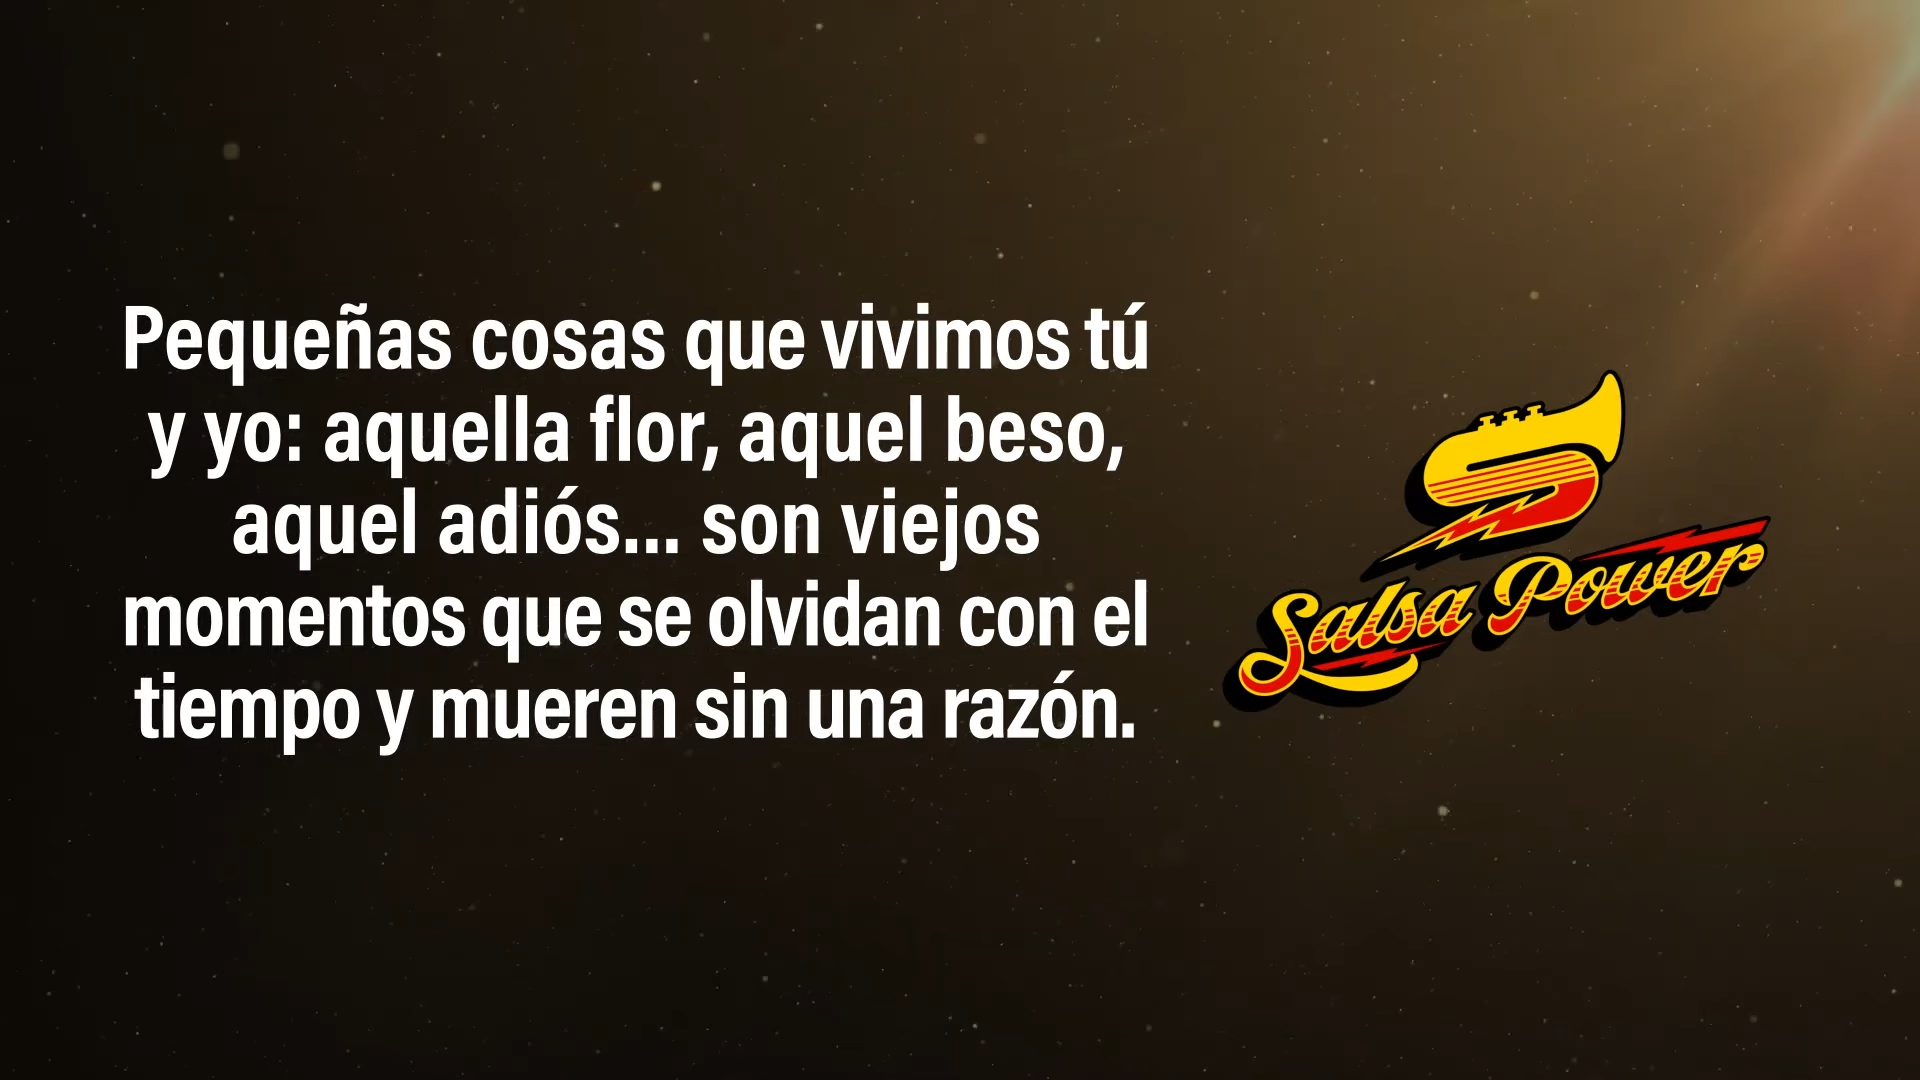 Pequeñas cosas que vivimos tú
y yo: aquella flor, aquel beso,
aquel adiós... son viejos
momentos que se olvidan con el
tiempo y mueren sin una razón.
Salsa Power